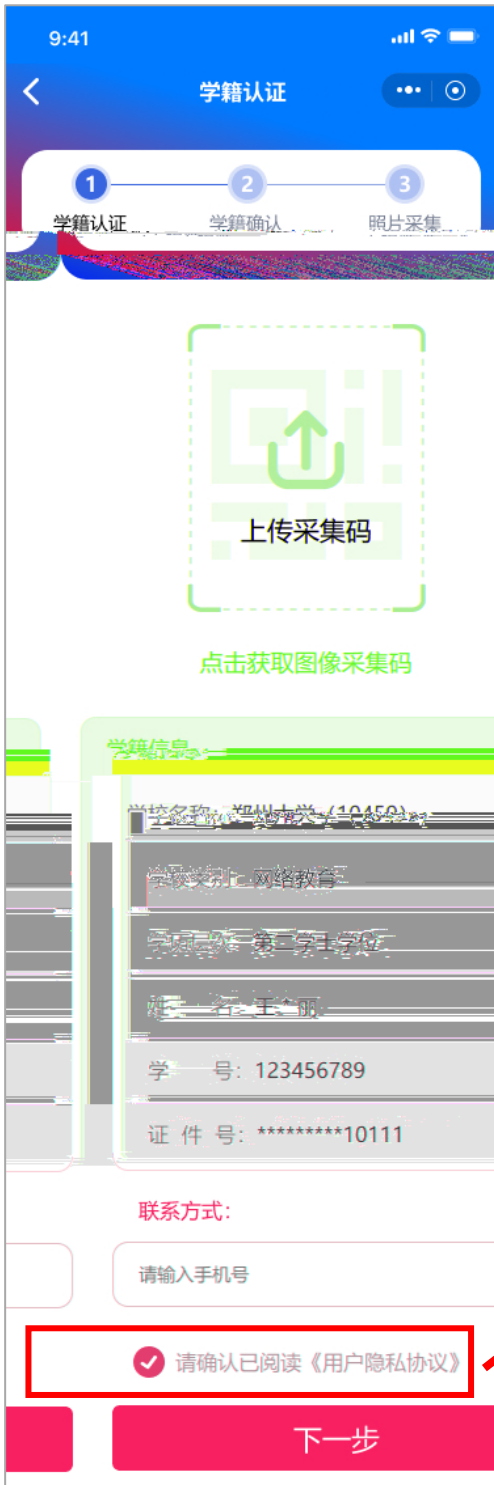 9:41
学籍认证
1
2
3
学籍认证
学籍确认
照片采集
上传采集码
点击获取图像采集码
学籍信息
学校名称：郑州大学（10459）
学校类别：网络教育
第二学士学位
姓 名：王*丽
学 号：123456789
证 件 号：*********10111
联系方式：
请输入手机号
请确认已阅读《用户隐私协议》
下一步